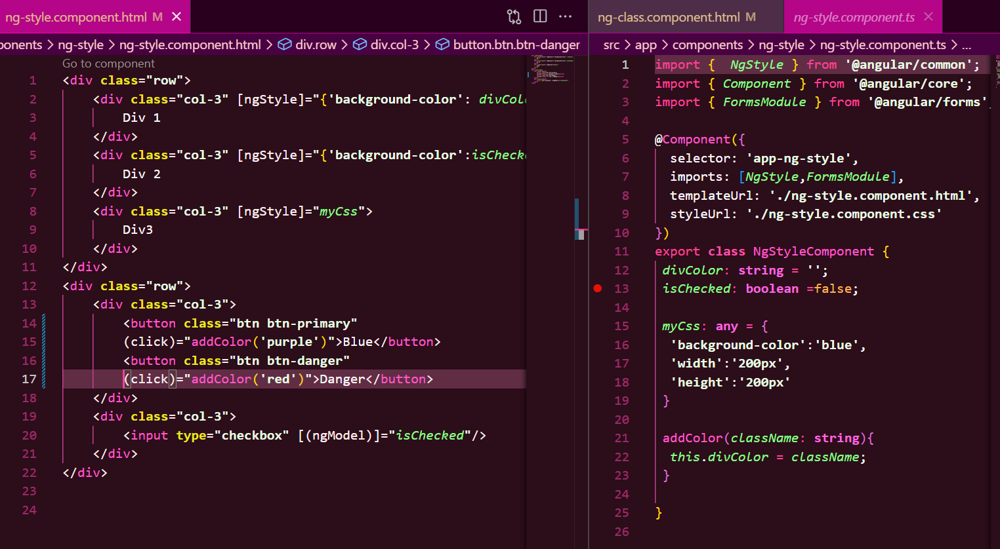 ng-style.component.html M
ponents > ng-style > ng-style.component.html > div.row > div.col-3 > button.btn.btn-danger
Go to component
1 <div class="row">
2 <div class="col-3" [ngStyle]="{'background-color': divCol
3 Div 1
4 </div>
5 <div class="col-3" [ngStyle]="{'background-color':isCheck
6 Div 2
7 </div>
8 <div class="col-3" [ngStyle]="myCss">
9 Div3
10 </div>
11 </div>
12 <div class="row">
13 <div class="col-3">
14 <button class="btn btn-primary"
15 (click)="addColor('purple')">Blue</button>
16 <button class="btn btn-danger"
17 (click)="addColor('red')">Danger</button>
18 </div>
19 <div class="col-3">
20 <input type="checkbox" [(ngModel)]="isChecked"/>
21 </div>
22 </div>
23
24
ng-class.component.html M
ng-style.component.ts
src > app > components > ng-style > ng-style.component.ts > ...
1 import {  NgStyle } from '@angular/common';
2 import { Component } from '@angular/core';
3 import { FormsModule } from '@angular/forms'
4
5 @Component({
6 selector: 'app-ng-style',
7 imports: [NgStyle,FormsModule],
8 templateUrl: './ng-style.component.html',
9 styleUrl: './ng-style.component.css'
10 })
11 export class NgStyleComponent {
12 divColor: string = '';
13 isChecked: boolean =false;
14
15 myCss: any = {
16 'background-color':'blue',
17 'width':'200px',
18 'height':'200px'
19 }
20
21 addColor(className: string){
22 this.divColor = className;
23 }
24
25 }
26